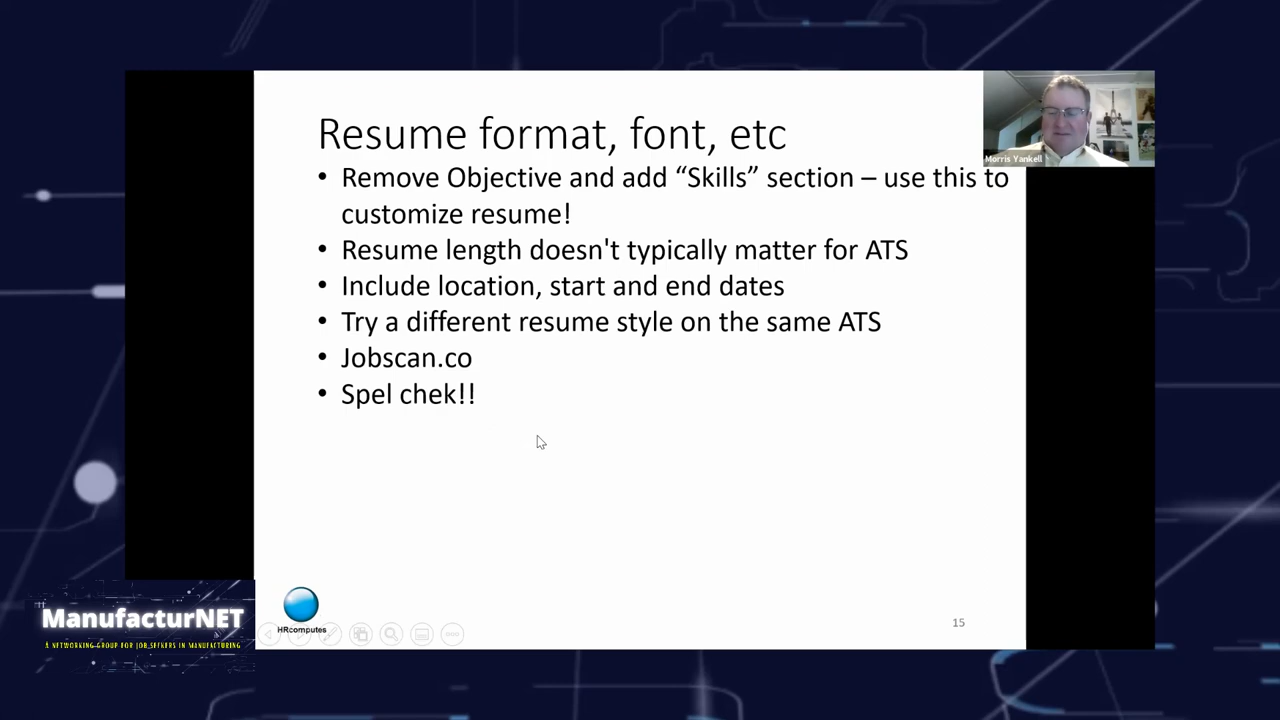 Resume format, font, etc
Morris Yankell
• Remove Objective and add “Skills” section – use this to
customize resume!
• Resume length doesn't typically matter for ATS
• Include location, start and end dates
• Try a different resume style on the same ATS
• Jobscan.co
• Spel chek!!
ManufacturNET
A NETWORKING GROUP FOR JOB SEEKERS IN MANUFACTURING
HRcomputes
15